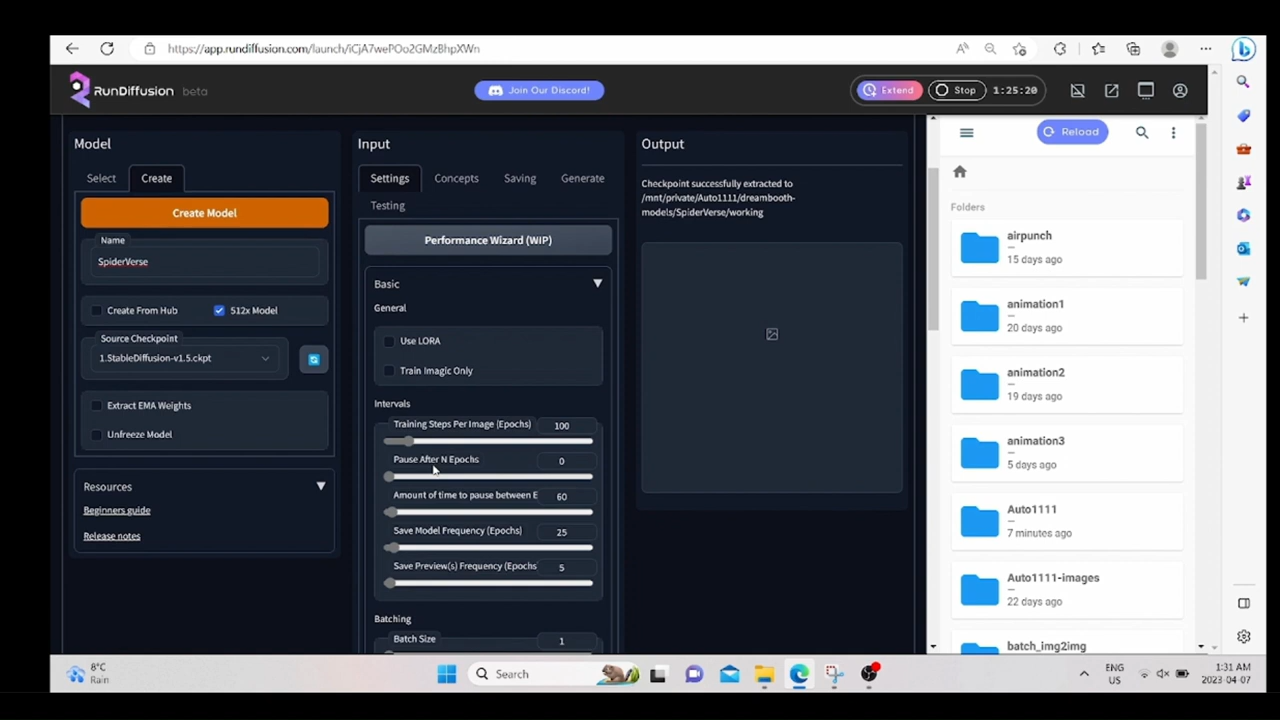 https://app.rundiffusion.com/launch/iCjA7wePOo2GMzBhpXWn
RunDiffusion beta
Join Our Discord!
Extend
Stop
1:25:20
Model
Select
Create
Create Model
Name
SpiderVerse
Create From Hub
512x Model
Source Checkpoint
1.StableDiffusion-v1.5.ckpt
Extract EMA Weights
Unfreeze Model
Resources
Beginners guide
Release notes
Input
Settings
Concepts
Saving
Generate
Testing
Performance Wizard (WIP)
Basic
General
Use LORA
Train Imagic Only
Intervals
Training Steps Per Image (Epochs)
100
Pause After N Epochs
0
Amount of time to pause between E
60
Save Model Frequency (Epochs)
25
Save Preview(s) Frequency (Epochs
5
Batching
Batch Size
1
Output
Checkpoint successfully extracted to
/mnt/private/Auto1111/dreambooth-
models/SpiderVerse/working
Reload
Folders
airpunch
—
15 days ago
animation1
—
20 days ago
animation2
—
19 days ago
animation3
—
5 days ago
Auto1111
—
7 minutes ago
Auto1111-images
—
22 days ago
batch_img2img
8°C
Rain
Search
ENG
US
1:31 AM
2023-04-07